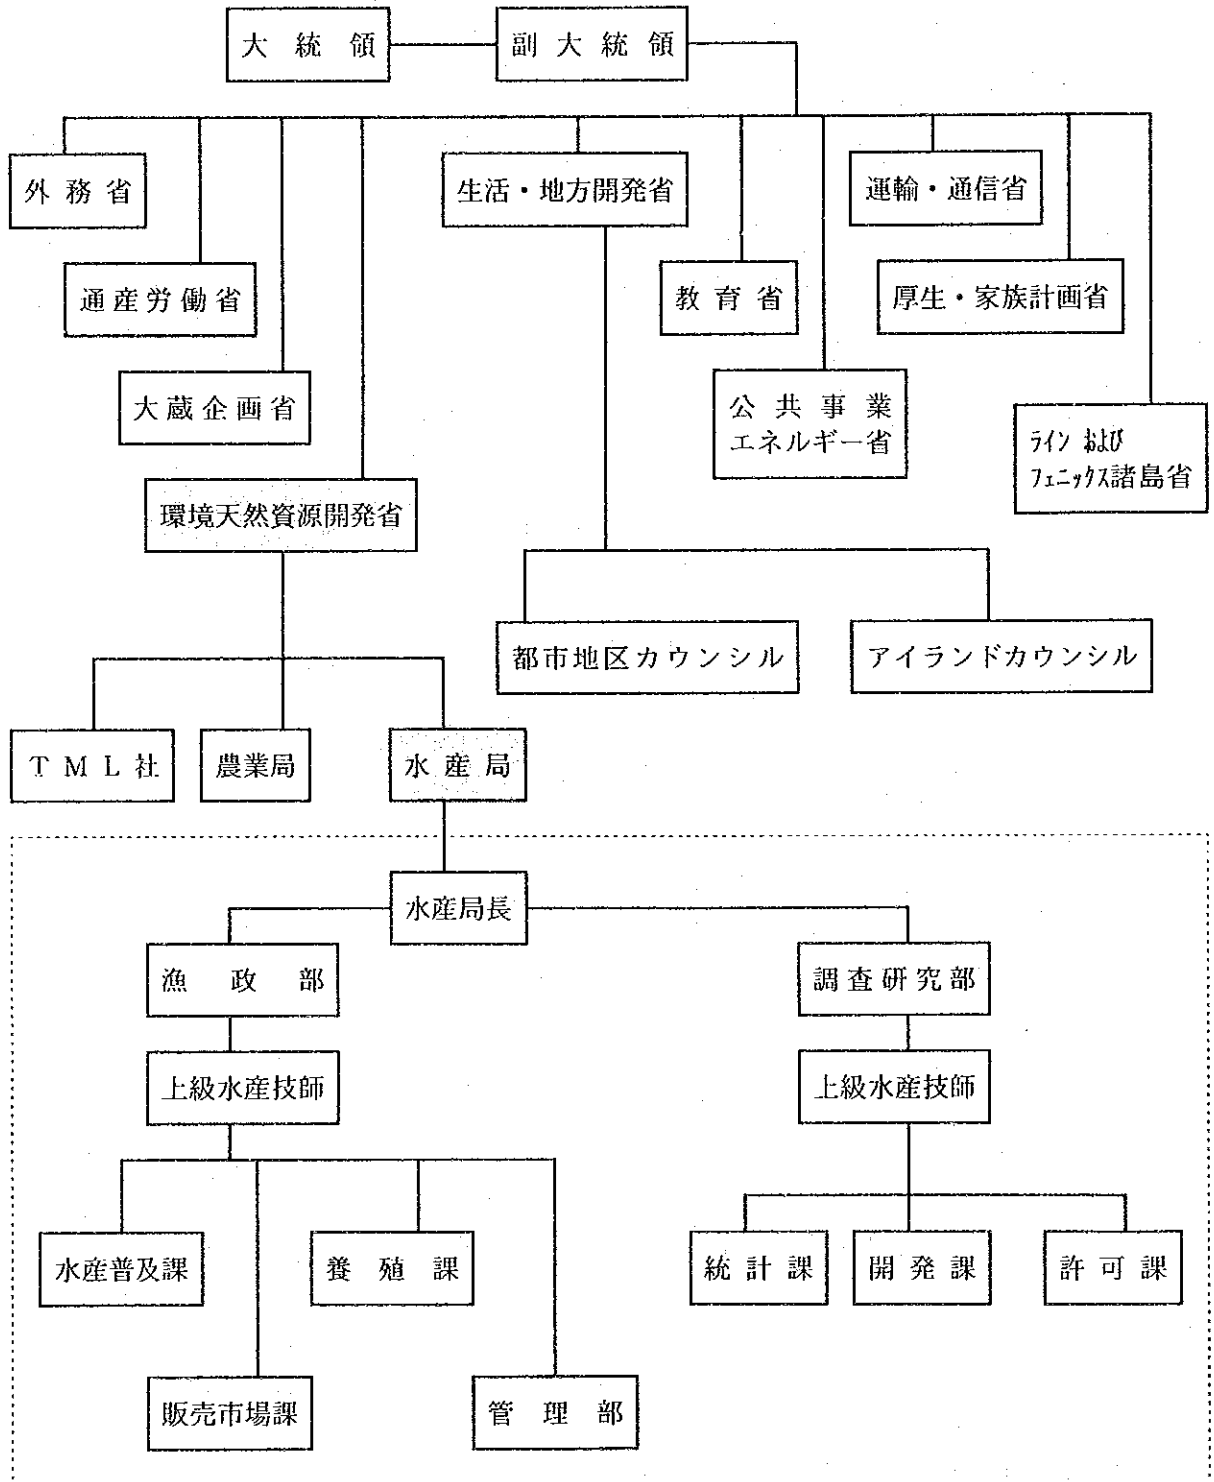 大統領
副大統領
外務省
生活・地方開発省
運輸・通信省
通産労働省
教育省
厚生・家族計画省
大蔵企画省
公共事業
エネルギー省
ライン および
フェニックス諸島省
環境天然資源開発省
都市地区カウンシル
アイランドカウンシル
TML社
農業局
水産局
水産局長
漁政部
調査研究部
上級水産技師
上級水産技師
水産普及課
養殖課
統計課
開発課
許可課
販売市場課
管理部